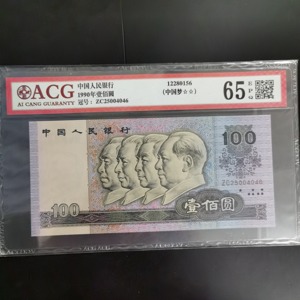 ACG
AI CANG GUARANTY
中国人民银行
1990年壹佰圆
冠号：ZC25004046
12280156
(中国梦☆☆)
65 E
P
Q
中国人民银行
100
ZC25004046
100
壹佰圆